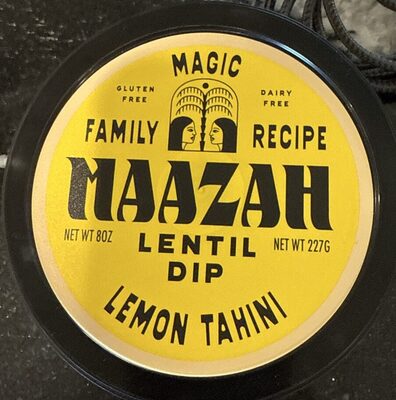 MAGIC
GLUTEN FREE
DAIRY FREE
FAMILY RECIPE
MAAZAH
NET WT 8OZ
LENTIL
NET WT 227G
DIP
LEMON TAHINI